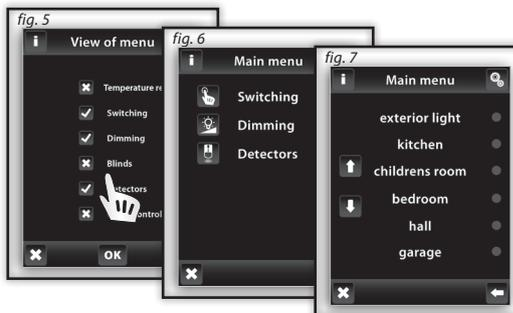 fig. 5
i View of menu
Temperature re
Switching
Dimming
Blinds
etectors
ontrol
OK
fig. 6
i Main menu
Switching
Dimming
Detectors
fig. 7
i Main menu
exterior light
kitchen
childrens room
bedroom
hall
garage